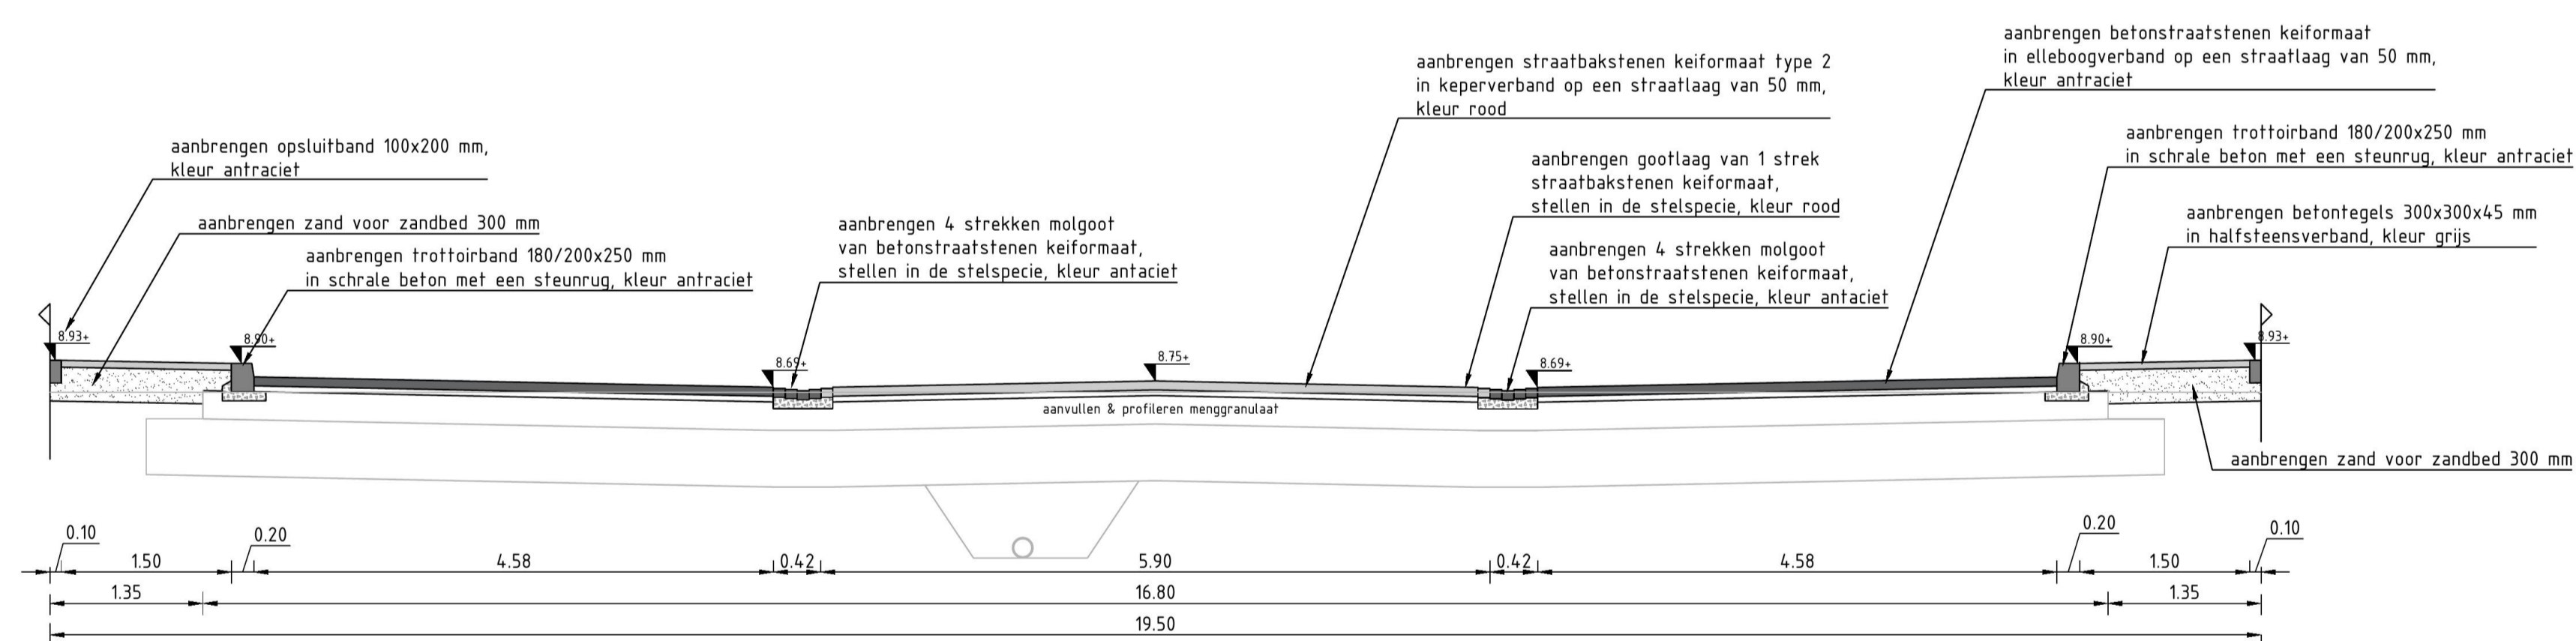 aanbrengen opsluitband 100x200 mm,
kleur antraciet
aanbrengen zand voor zandbed 300 mm
aanbrengen trottoirband 180/200x250 mm
in schrale beton met een steunrug, kleur antraciet
aanbrengen 4 strekken molgoot
van betonstraatstenen keiformaat,
stellen in de stelspecie, kleur antaciet
aanbrengen straatbakstenen keiformaat type 2
in keperverband op een straatlaag van 50 mm,
kleur rood
aanbrengen gootlaag van 1 strek
straatbakstenen keiformaat,
stellen in de stelspecie, kleur rood
aanbrengen 4 strekken molgoot
van betonstraatstenen keiformaat,
stellen in de stelspecie, kleur antaciet
aanbrengen betonstraatstenen keiformaat
in elleboogverband op een straatlaag van 50 mm,
kleur antraciet
aanbrengen trottoirband 180/200x250 mm
in schrale beton met een steunrug, kleur antraciet
aanbrengen betontegels 300x300x45 mm
in halfsteensverband, kleur grijs
8.93+
8.90+
8.69+
8.75+
8.69+
8.90+
8.93+
aanvullen & profileren menggranulaat
aanbrengen zand voor zandbed 300 mm
0.10
1.50
0.20
4.58
0.42
5.90
0.42
4.58
0.20
1.50
0.10
1.35
16.80
1.35
19.50